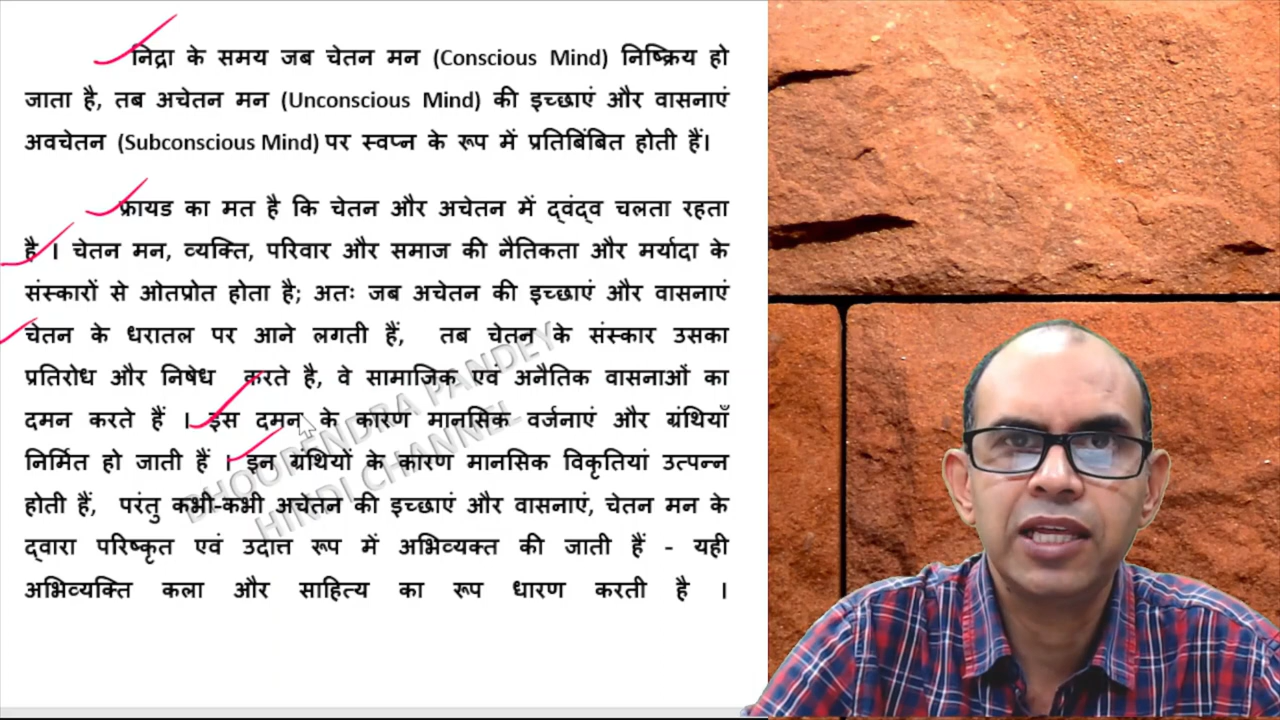 निद्रा के समय जब चेतन मन (Conscious Mind) निष्क्रिय हो
जाता है, तब अचेतन मन (Unconscious Mind) की इच्छाएं और वासनाएं
अवचेतन (Subconscious Mind) पर स्वप्न के रूप में प्रतिबिंबित होती हैं।
फ्रायड का मत है कि चेतन और अचेतन में द्वंद्व चलता रहता
है । चेतन मन, व्यक्ति, परिवार और समाज की नैतिकता और मर्यादा के
संस्कारों से ओतप्रोत होता है; अतः जब अचेतन की इच्छाएं और वासनाएं
चेतन के धरातल पर आने लगती हैं, तब चेतन के संस्कार उसका
प्रतिरोध और निषेध करते है, वे सामाजिक एवं अनैतिक वासनाओं का
दमन करते हैं । इस दमन के कारण मानसिक वर्जनाएं और ग्रंथियाँ
निर्मित हो जाती हैं । इन ग्रंथियों के कारण मानसिक विकृतियां उत्पन्न
होती हैं, परंतु कभी-कभी अचेतन की इच्छाएं और वासनाएं, चेतन मन के
द्वारा परिष्कृत एवं उदात्त रूप में अभिव्यक्त की जाती हैं - यही
अभिव्यक्ति कला और साहित्य का रूप धारण करती है ।
BHOOPENDRA PANDEY
HINDI CHANNEL